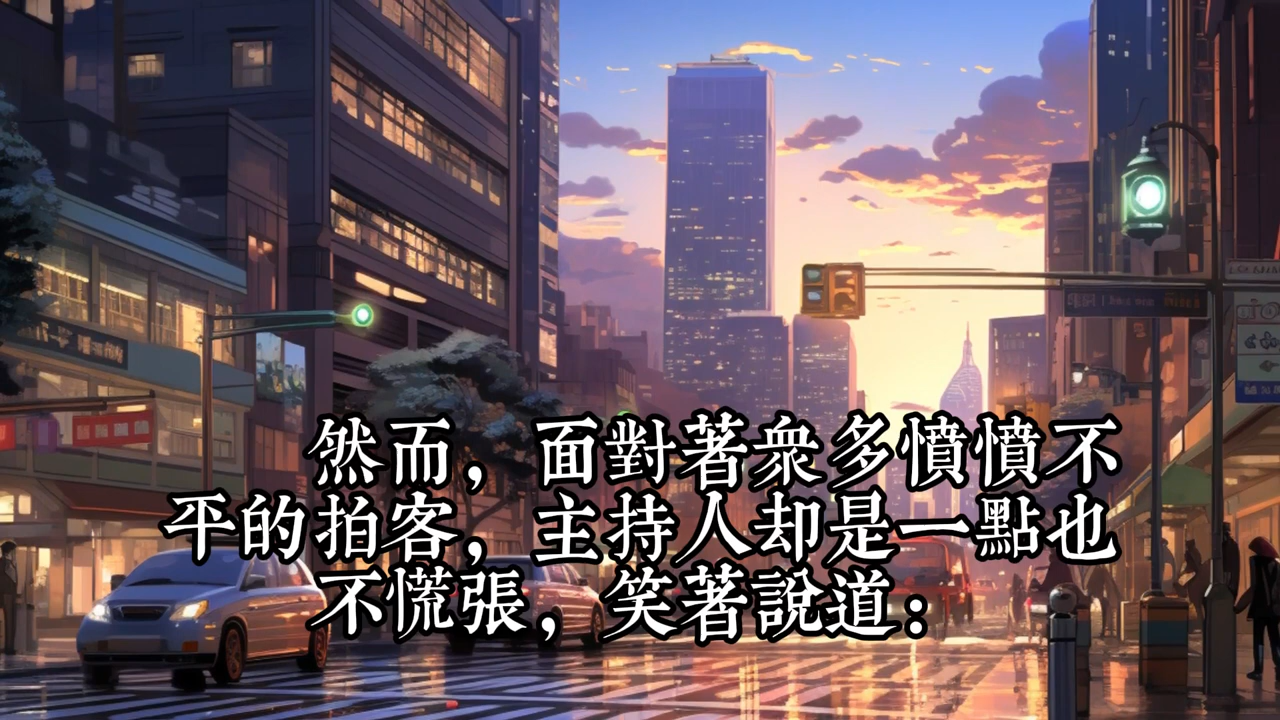 然而，面對著衆多憤憤不
平的拍客，主持人却是一點也
不慌張，笑著說道：